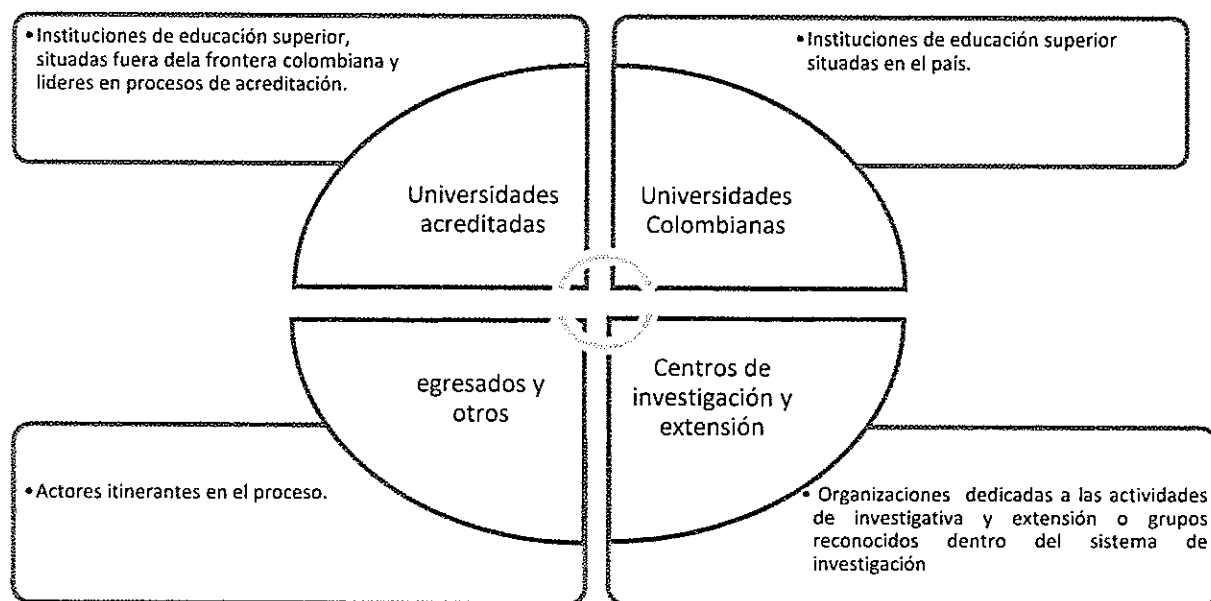 • Instituciones de educación superior,
situadas fuera dela frontera colombiana y
lideres en procesos de acreditación.
• Instituciones de educación superior
situadas en el país.
Universidades
acreditadas
Universidades
Colombianas
egresados y
otros
Centros de
investigación y
extensión
• Actores itinerantes en el proceso.
• Organizaciones dedicadas a las actividades
de investigativa y extensión o grupos
reconocidos dentro del sistema de
investigación